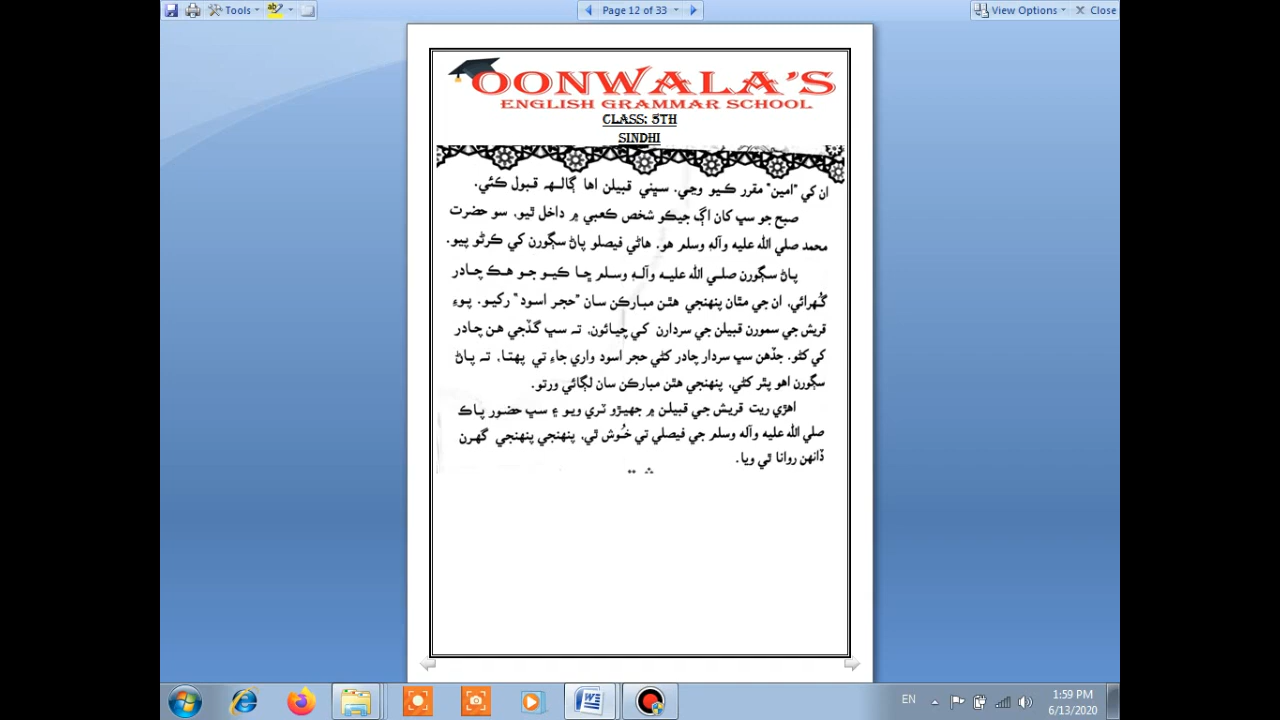 Tools
Page 12 of 33
View Options
Close
OONWALA'S
ENGLISH GRAMMAR SCHOOL
CLASS: 5TH
SINDHI
ان کي "امين" مقرر ڪيو وڃي. سڀني قبيلن اها ڳالهہ قبول ڪئي.
صبح جو سڀ کان اڳ جيڪو شخص ڪعبي ۾ داخل ٿيو، سو حضرت
محمد صلي الله عليه وآلہٖ وسلم هو. هاڻي فيصلو پاڻ سڳورن کي ڪرڻو پيو.
پاڻ سڳورن صلي الله عليه وآلہٖ وسلم ڇا ڪيو جو هڪ چادر
گهُرائي، ان جي مٿان پنهنجي هٿن مبارڪن سان "حجر اسود" رکيو. پوءِ
قريش جي سمورن قبيلن جي سردارن کي چيائون، تہ سڀ گڏجي هن چادر
کي کڻو. جڏهن سڀ سردار چادر کڻي حجر اسود واري جاءِ تي پهتا، تہ پاڻ
سڳورن اهو پٿر کڻي، پنهنجي هٿن مبارڪن سان لڳائي ورتو.
اهڙي ريت قريش جي قبيلن ۾ جهيڙو ٽري ويو ۽ سڀ حضور پاڪ
صلي الله عليه وآله وسلم جي فيصلي تي خُوش ٿي، پنهنجي پنهنجي گهرن
ڏانهن روانا ٿي ويا.
EN
1:59 PM
6/13/2020